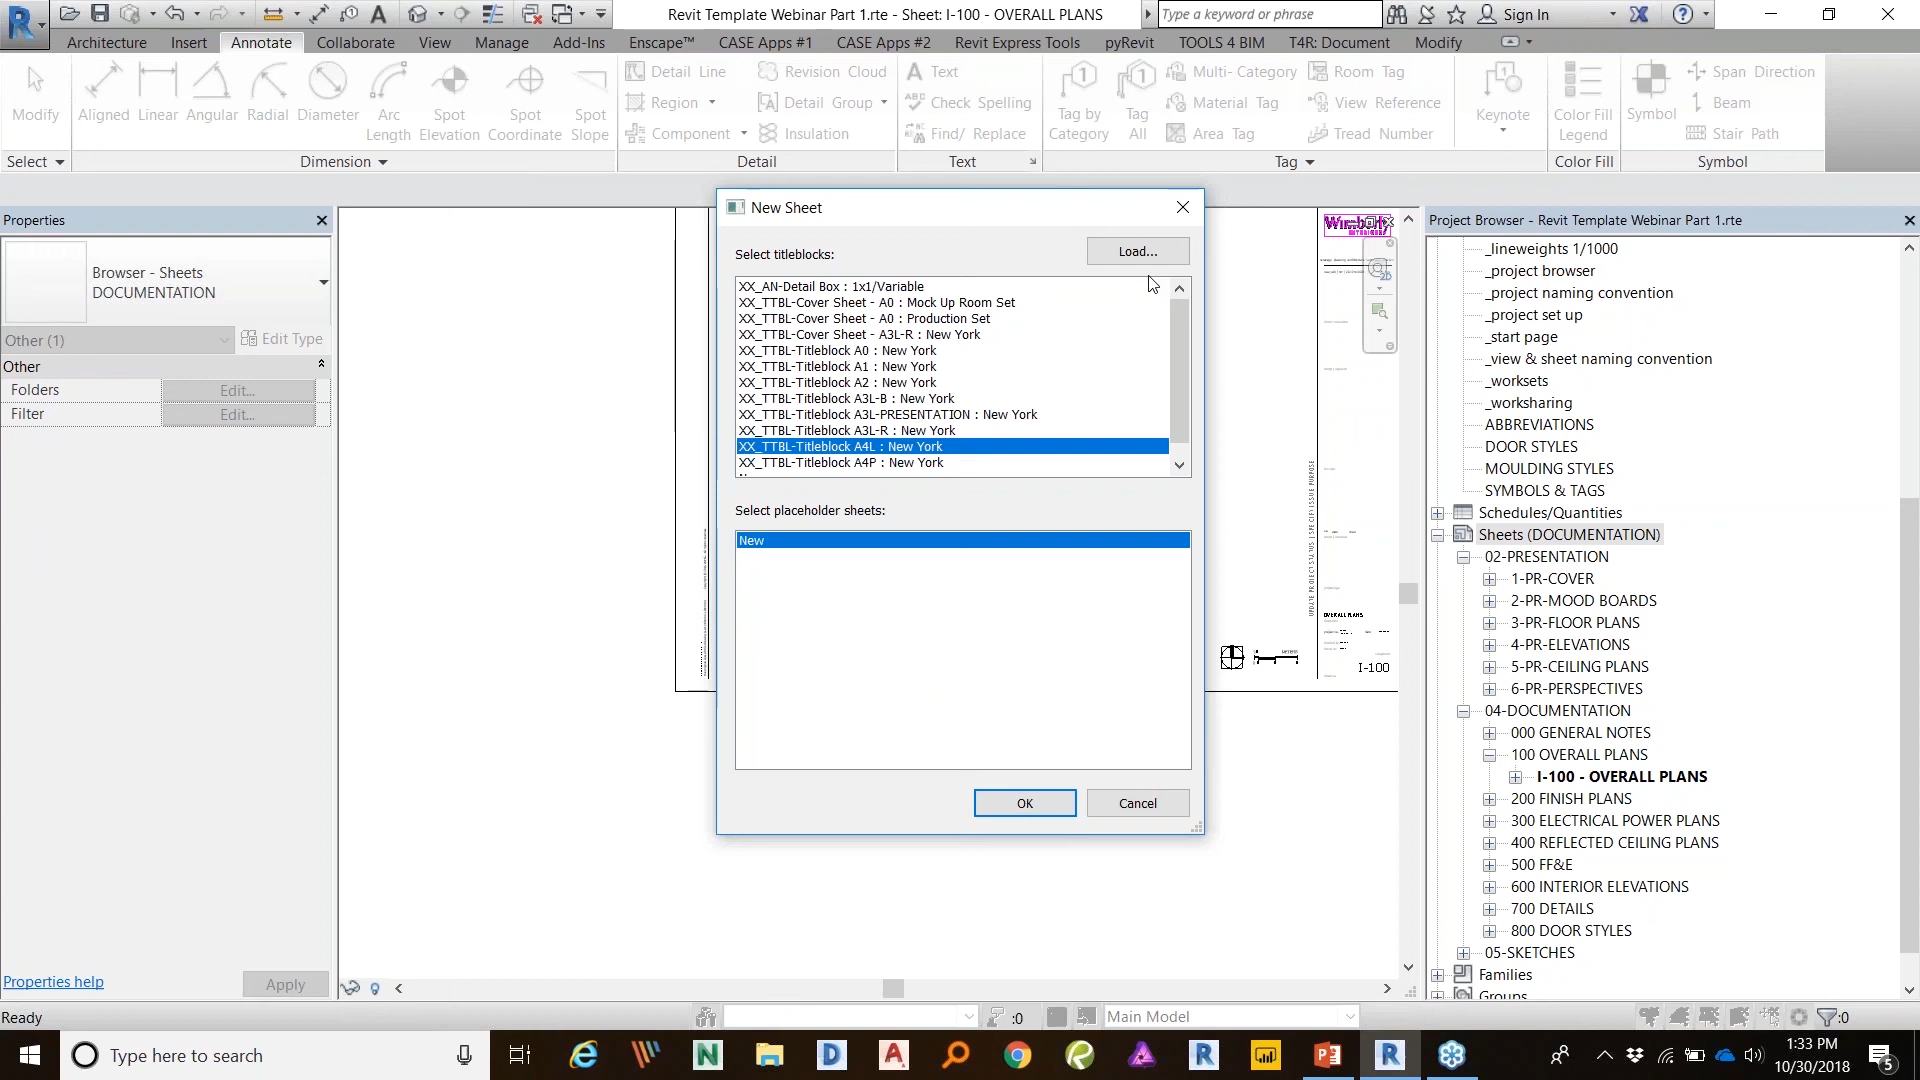 Revit Template Webinar Part 1.rte - Sheet: I-100 - OVERALL PLANS
Type a keyword or phrase
Sign In
Architecture Insert Annotate Collaborate View Manage Add-Ins Enscape™ CASE Apps #1 CASE Apps #2 Revit Express Tools pyRevit TOOLS 4 BIM T4R: Document Modify
Modify
Aligned Linear Angular Radial Diameter Arc Length Spot Elevation Spot Coordinate Spot Slope
Detail Line Revision Cloud
Region Detail Group
Component Insulation
Text
Check Spelling
Find/ Replace
Tag by Category Tag All
Multi- Category Room Tag
Material Tag View Reference
Area Tag Tread Number
Keynote
Color Fill Legend
Symbol
Span Direction
Beam
Stair Path
Select Dimension Detail Text Tag Color Fill Symbol
Properties
Browser - Sheets
DOCUMENTATION
Other (1) Edit Type
Other
Folders Edit...
Filter Edit...
Properties help Apply
New Sheet
Select titleblocks: Load...
XX_AN-Detail Box : 1x1/Variable
XX_TTBL-Cover Sheet - A0 : Mock Up Room Set
XX_TTBL-Cover Sheet - A0 : Production Set
XX_TTBL-Cover Sheet - A3L-R : New York
XX_TTBL-Titleblock A0 : New York
XX_TTBL-Titleblock A1 : New York
XX_TTBL-Titleblock A2 : New York
XX_TTBL-Titleblock A3L-B : New York
XX_TTBL-Titleblock A3L-PRESENTATION : New York
XX_TTBL-Titleblock A3L-R : New York
XX_TTBL-Titleblock A4L : New York
XX_TTBL-Titleblock A4P : New York
Select placeholder sheets:
New
OK Cancel
Wimberly
INTERIORS
UPDATE PROJECT STATUS | SPECIFY ISSUE PURPOSE
OVERALL PLANS
I-100
Project Browser - Revit Template Webinar Part 1.rte
_lineweights 1/1000
_project browser
_project naming convention
_project set up
_start page
_view & sheet naming convention
_worksets
_worksharing
ABBREVIATIONS
DOOR STYLES
MOULDING STYLES
SYMBOLS & TAGS
Schedules/Quantities
Sheets (DOCUMENTATION)
02-PRESENTATION
1-PR-COVER
2-PR-MOOD BOARDS
3-PR-FLOOR PLANS
4-PR-ELEVATIONS
5-PR-CEILING PLANS
6-PR-PERSPECTIVES
04-DOCUMENTATION
000 GENERAL NOTES
100 OVERALL PLANS
I-100 - OVERALL PLANS
200 FINISH PLANS
300 ELECTRICAL POWER PLANS
400 REFLECTED CEILING PLANS
500 FF&E
600 INTERIOR ELEVATIONS
700 DETAILS
800 DOOR STYLES
05-SKETCHES
Families
Groups
Ready
:0
Main Model
:0
Type here to search
1:33 PM
10/30/2018
5